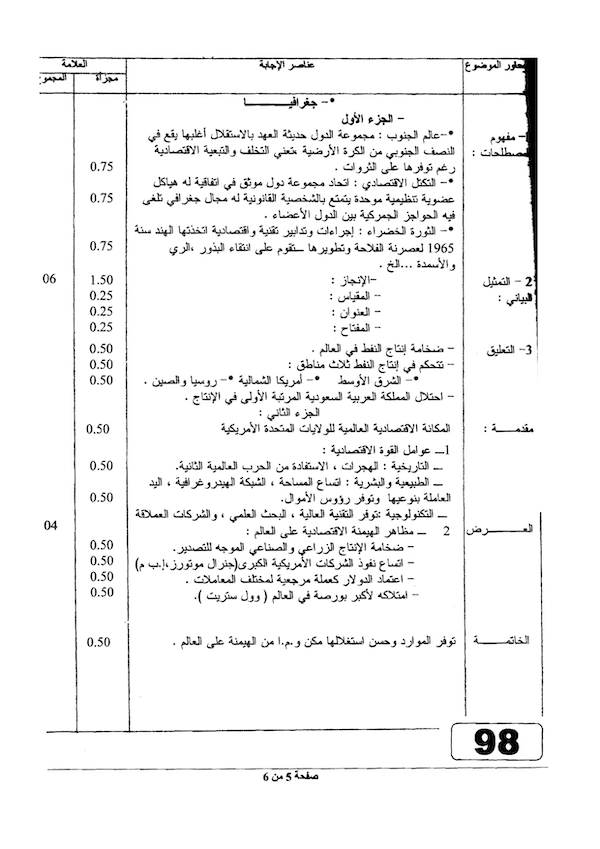 محاور الموضوع عناصر الإجابة العلامة
مجزأة المجموع
*- جغرافيــــــا
- الجزء الأول
1- مفهوم المصطلحات :
*-عالم الجنوب : مجموعة الدول حديثة العهد بالاستقلال أغلبها يقع في
النصف الجنوبي من الكرة الأرضية ،تعني التخلف والتبعية الاقتصادية
رغم توفرها على الثروات . 0.75
*- التكتل الاقتصادي : اتحاد مجموعة دول موثق في اتفاقية له هياكل
عضوية تنظيمية موحدة يتمتع بالشخصية القانونية له مجال جغرافي تلغى 0.75
فيه الحواجز الجمركية بين الدول الأعضاء .
*- الثورة الخضراء : إجراءات وتدابير تقنية واقتصادية اتخذتها الهند سنة
1965 لعصرنة الفلاحة وتطويرها ــتقوم على انتقاء البذور ،الري 0.75
والأسمدة ...الخ .
2 - التمثيل -الإنجاز : 1.50 06
البياني : - المقياس : 0.25
- العنوان : 0.25
- المفتاح : 0.25
3- التعليق - ضخامة إنتاج النفط في العالم . 0.50
- تتحكم في إنتاج النفط ثلاث مناطق : 0.50
*- الشرق الأوسط *- أمريكا الشمالية *- روسيا والصين . 0.50
- احتلال المملكة العربية السعودية المرتبة الأولى في الإنتاج .
الجزء الثاني :
مقدمــــة : المكانة الاقتصادية العالمية للولايات المتحدة الأمريكية 0.50
1ــ عوامل القوة الاقتصادية :
ــ التاريخية : الهجرات ، الاستفادة من الحرب العالمية الثانية. 0.50
ــ الطبيعية والبشرية : اتساع المساحة ، الشبكة الهيدروغرافية ، اليد
العاملة بنوعيها وتوفر رؤوس الأموال. 0.50
ــ التكنولوجية :توفر التقنية العالية ، البحث العلمي ، والشركات العملاقة
العــــرض 2 ــ مظاهر الهيمنة الاقتصادية على العالم : 04
- ضخامة الإنتاج الزراعي والصناعي الموجه للتصدير. 0.50
- اتساع نفوذ الشركات الأمريكية الكبرى(جنرال موتورز،إ.ب م) 0.50
- اعتماد الدولار كعملة مرجعية لمختلف المعاملات . 0.50
- امتلاكه لأكبر بورصة في العالم ( وول ستريت ). 0.50
الخاتمـــــة توفر الموارد وحسن استغلالها مكن و.م.ا من الهيمنة على العالم . 0.50
98
صفحة 5 من 6